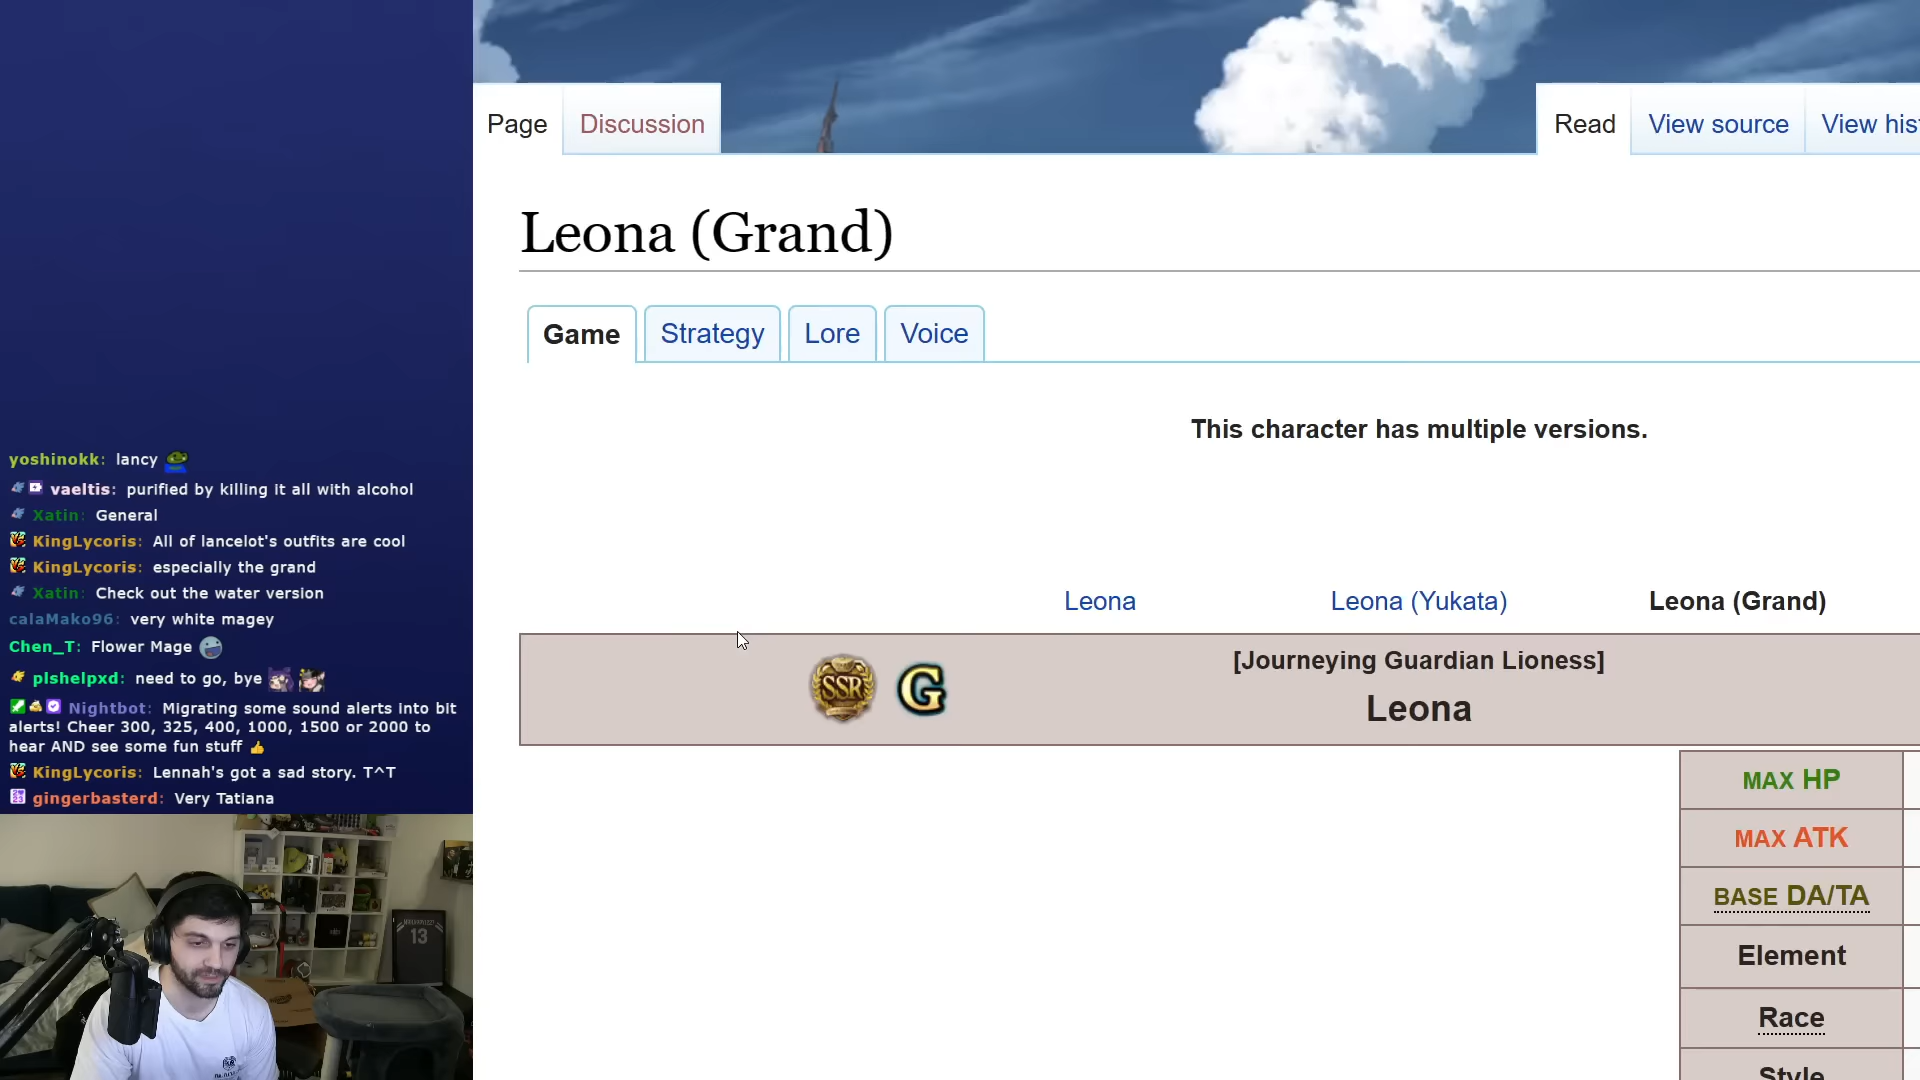 Page
Discussion
Read
View source
View his
Leona (Grand)
Game
Strategy
Lore
Voice
This character has multiple versions.
Leona
Leona (Yukata)
Leona (Grand)
SSR
G
[Journeying Guardian Lioness]
Leona
MAX HP
MAX ATK
BASE DA/TA
Element
Race
Style
yoshinokk: lancy
vaeltis: purified by killing it all with alcohol
Xatin: General
KingLycoris: All of lancelot's outfits are cool
KingLycoris: especially the grand
Xatin: Check out the water version
calaMako96: very white magey
Chen_T: Flower Mage
plshelpxd: need to go, bye
Nightbot: Migrating some sound alerts into bit
alerts! Cheer 300, 325, 400, 1000, 1500 or 2000 to
hear AND see some fun stuff
KingLycoris: Lennah's got a sad story. T^T
gingerbasterd: Very Tatiana
13